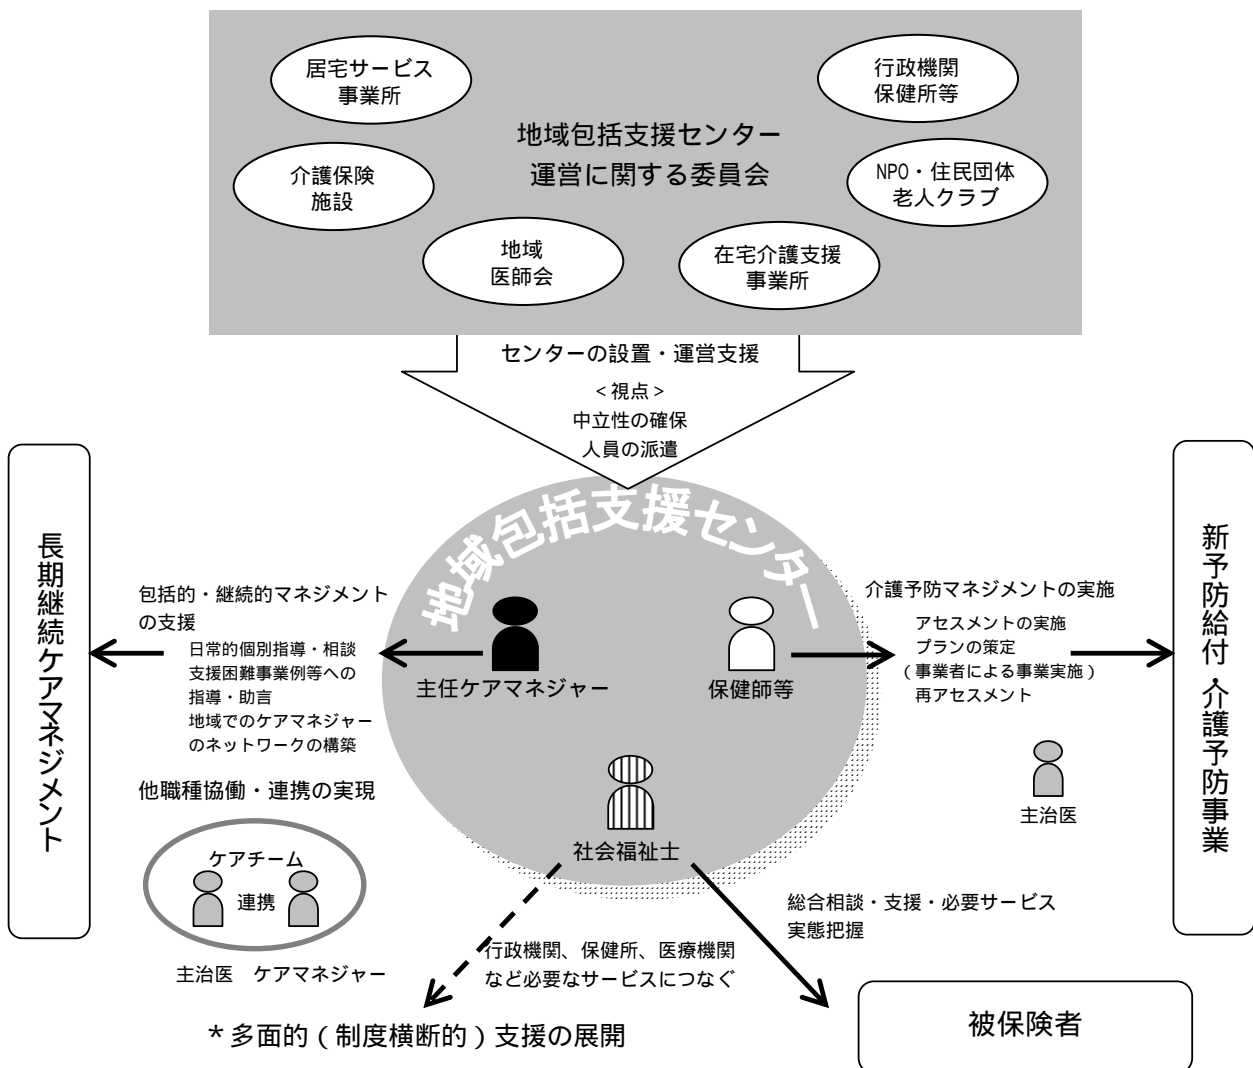 居宅サービス
事業所
行政機関
保健所等
地域包括支援センター
運営に関する委員会
介護保険
施設
NPO・住民団体
老人クラブ
地域
医師会
在宅介護支援
事業所
センターの設置・運営支援
<視点>
中立性の確保
人員の派遣
地域包括支援センター
長期継続ケアマネジメント
包括的・継続的マネジメント
の支援
日常的個別指導・相談
支援困難事業例等への
指導・助言
地域でのケアマネジャー
のネットワークの構築
主任ケアマネジャー
保健師等
介護予防マネジメントの実施
アセスメントの実施
プランの策定
(事業者による事業実施)
再アセスメント
新予防給付・介護予防事業
主治医
他職種協働・連携の実現
ケアチーム
連携
主治医 ケアマネジャー
社会福祉士
総合相談・支援・必要サービス
実態把握
行政機関、保健所、医療機関
など必要なサービスにつなぐ
*多面的(制度横断的)支援の展開
被保険者